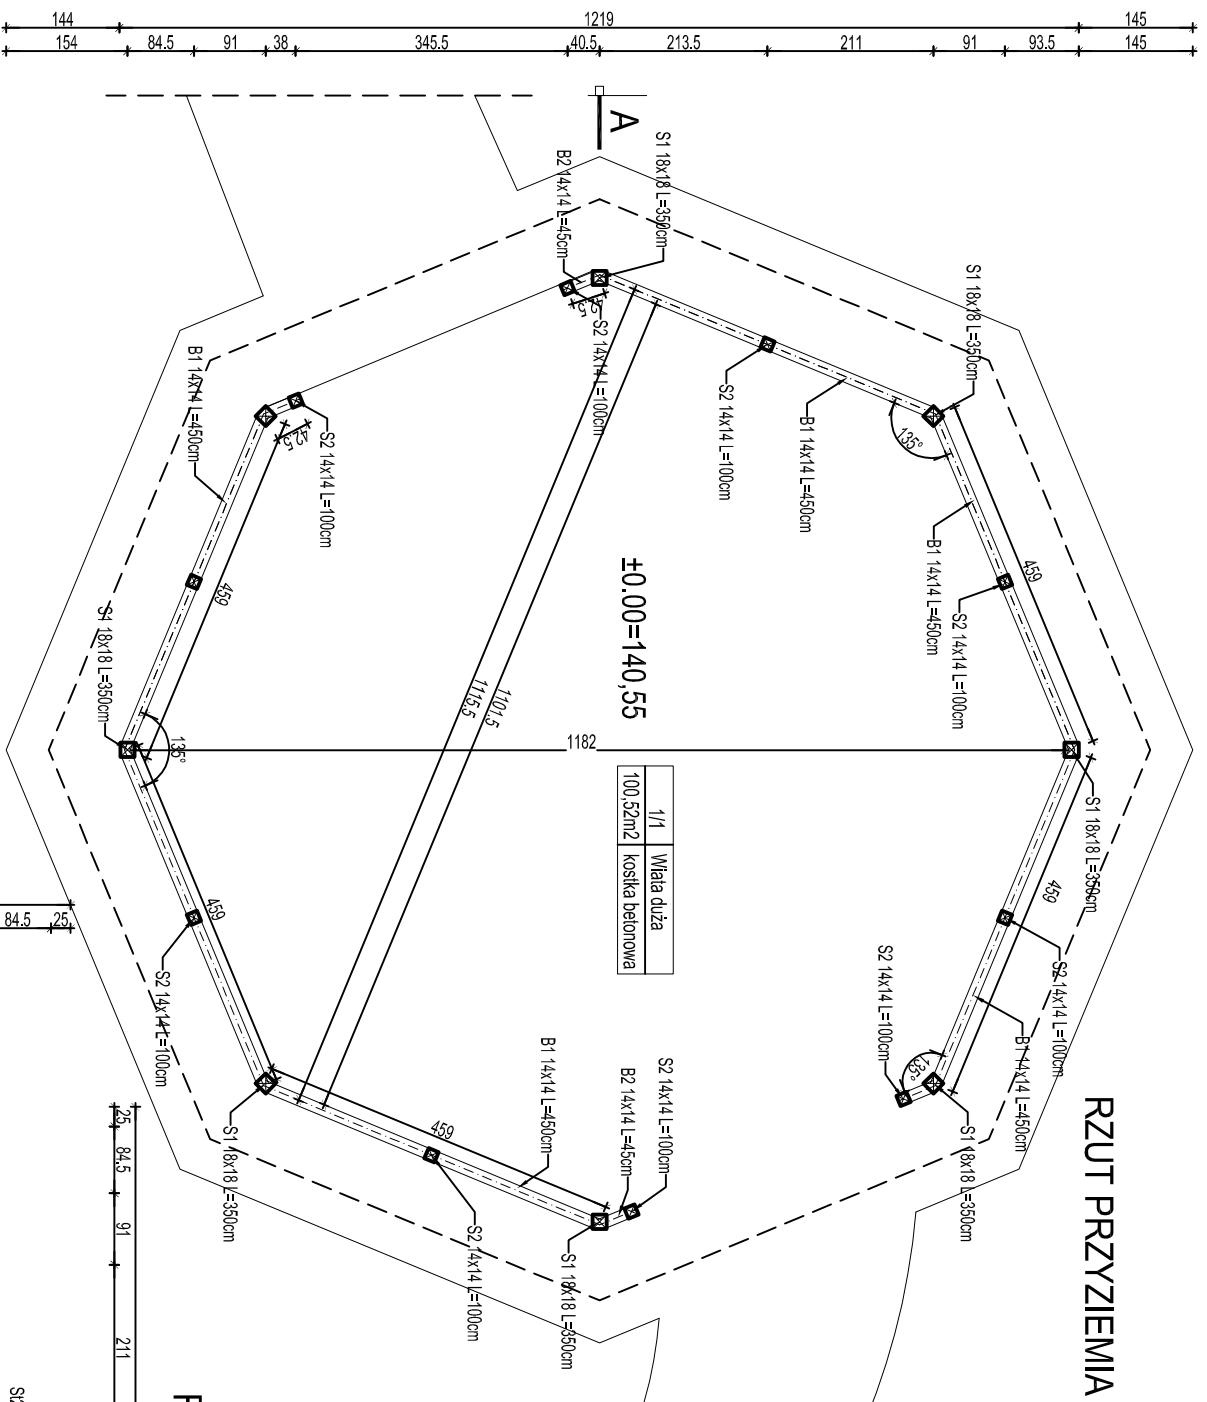 144
1219
145
154
84.5
91
38
345.5
40.5
213.5
211
91
93.5
145
A
S1 18x18 L=350cm
B2 14x14 L=45cm
S1 18x18 L=350cm
42.5
S2 14x14 L=100cm
B1 14x14 L=450cm
S2 14x14 L=100cm
B1 14x14 L=450cm
135°
42.5
S2 14x14 L=100cm
B1 14x14 L=450cm
459
S2 14x14 L=100cm
459
±0.00=140,55
S1 18x18 L=350cm
1115.5
1101.5
135°
1182
1/1
Wiata duża
100,52m2
kostka betonowa
S1 18x18 L=350cm
459
459
84.5
25
S2 14x14 L=100cm
S2 14x14 L=100cm
S2 14x14 L=100cm
B1 14x14 L=450cm
135°
B1 14x14 L=450cm
S2 14x14 L=100cm
B2 14x14 L=45cm
459
S1 18x18 L=350cm
S1 18x18 L=350cm
S2 14x14 L=100cm
S1 18x18 L=350cm
RZUT PRZYZIEMIA
25
84.5
91
211